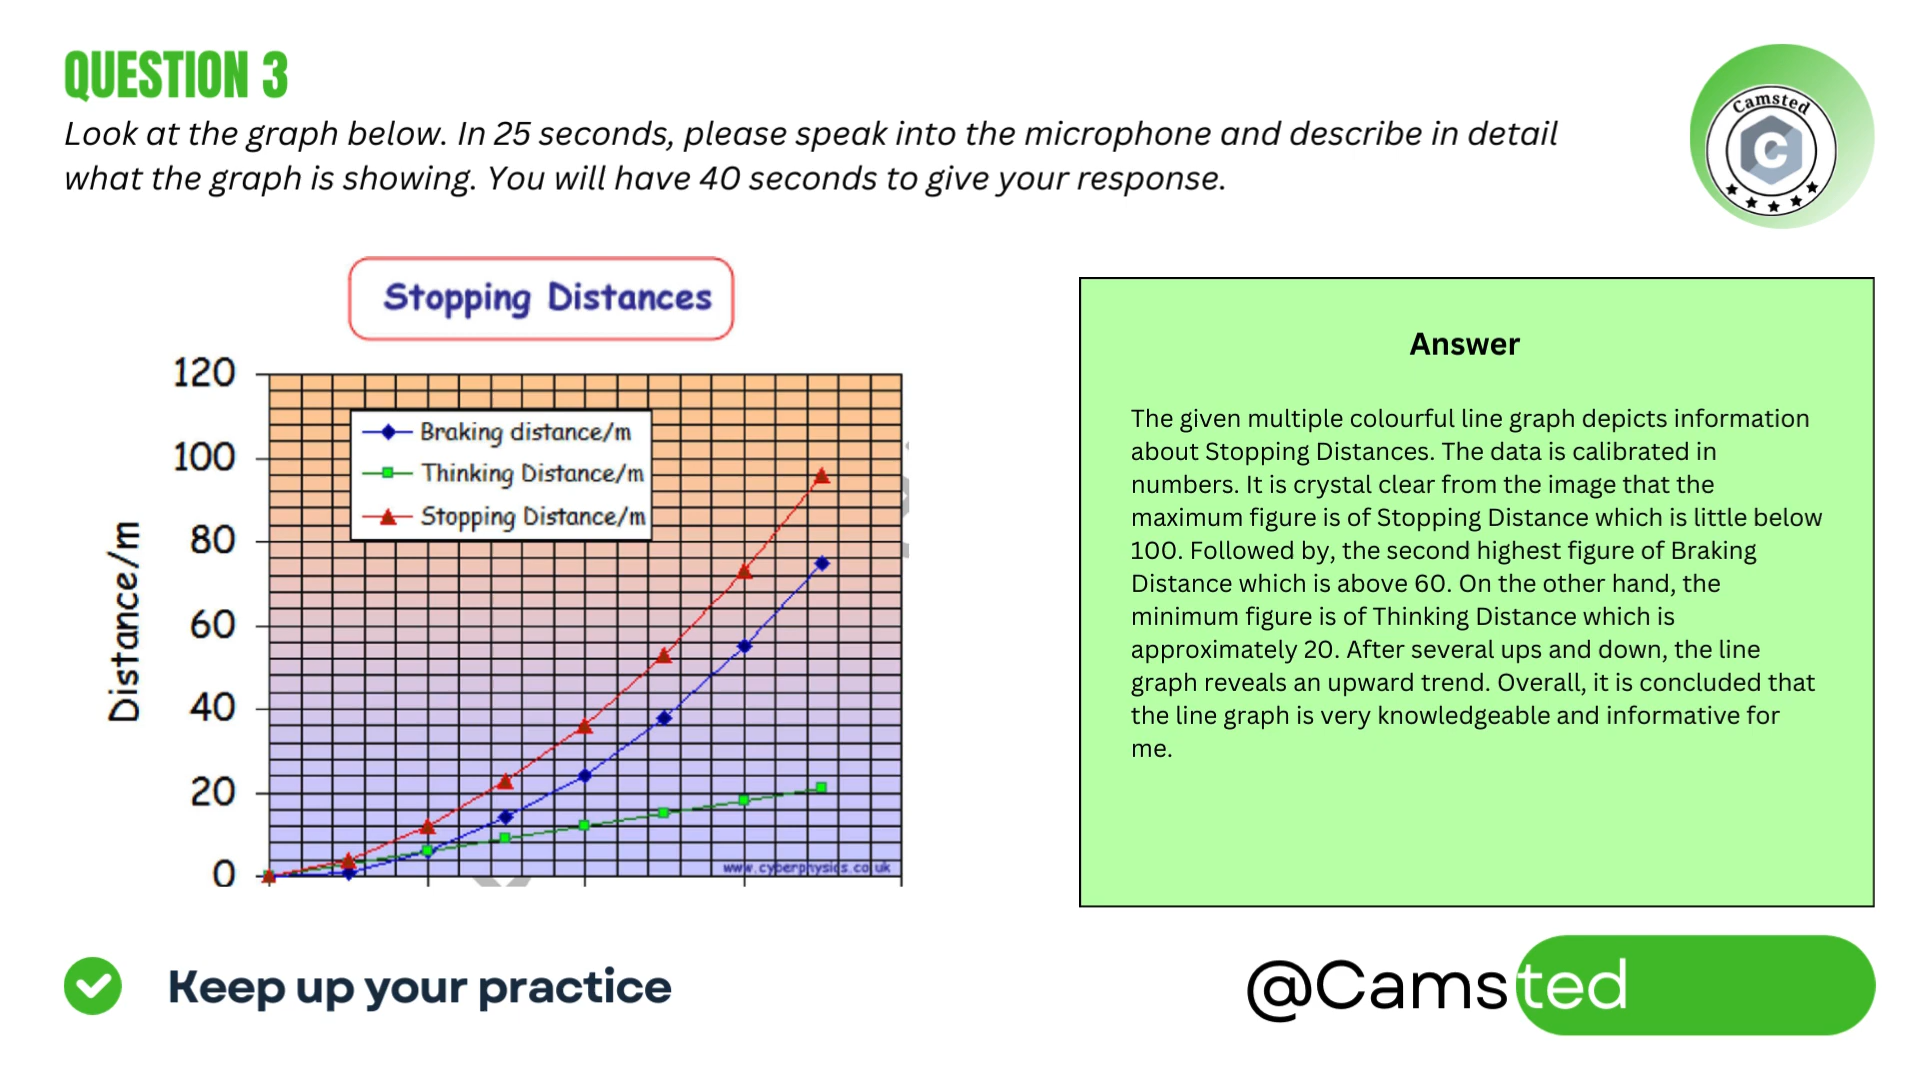 QUESTION 3
Look at the graph below. In 25 seconds, please speak into the microphone and describe in detail
what the graph is showing. You will have 40 seconds to give your response.
Camsted
C
Stopping Distances
120
100
80
60
40
20
0
Distance/m
Braking distance/m
Thinking Distance/m
Stopping Distance/m
www.cyberphysics.co.uk
Answer
The given multiple colourful line graph depicts information
about Stopping Distances. The data is calibrated in
numbers. It is crystal clear from the image that the
maximum figure is of Stopping Distance which is little below
100. Followed by, the second highest figure of Braking
Distance which is above 60. On the other hand, the
minimum figure is of Thinking Distance which is
approximately 20. After several ups and down, the line
graph reveals an upward trend. Overall, it is concluded that
the line graph is very knowledgeable and informative for
me.
Keep up your practice
@Camsted